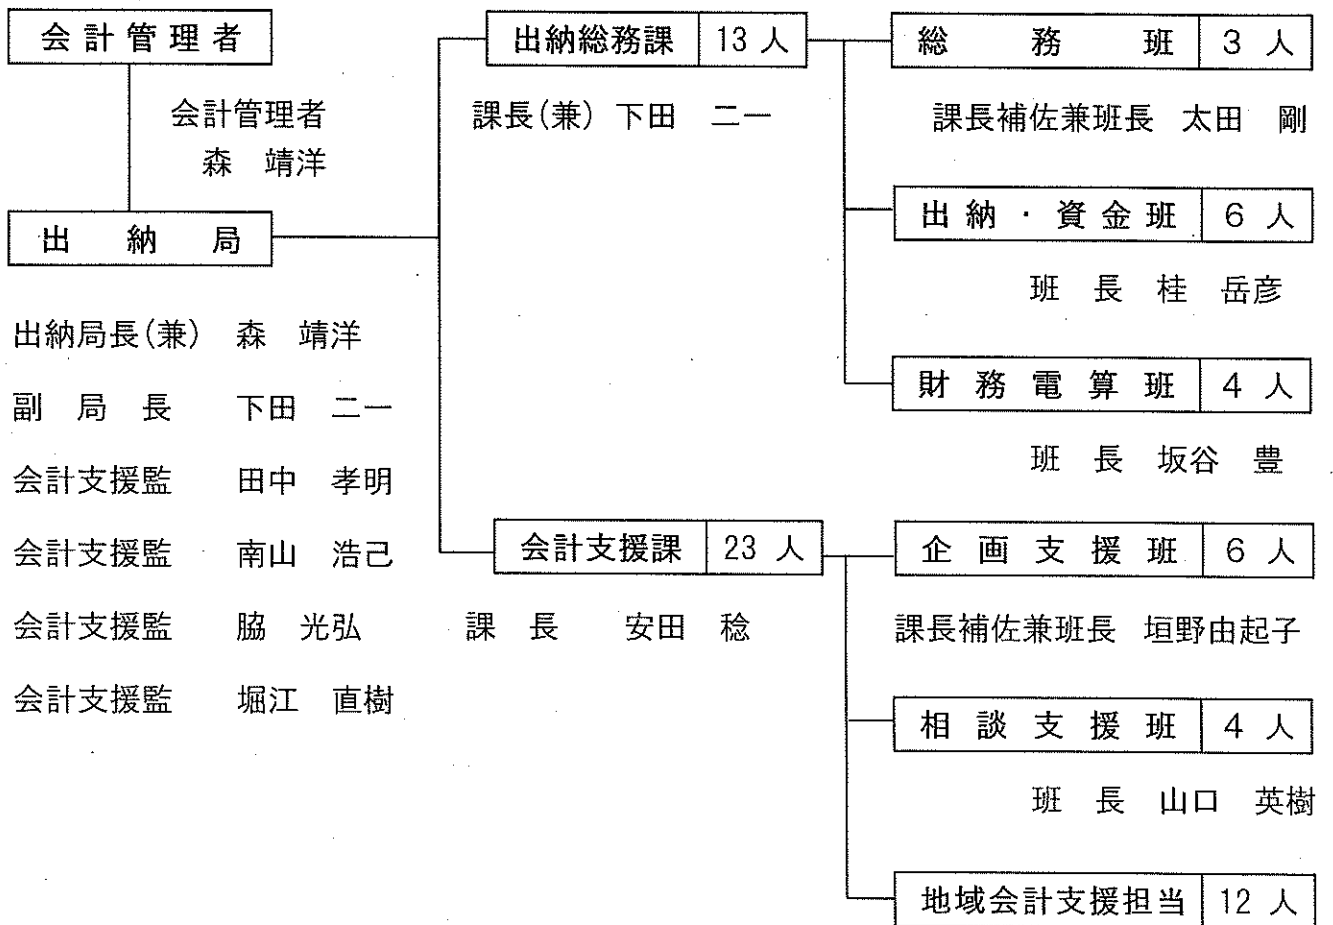 会計管理者
会計管理者
森 靖洋
出納局
出納局長(兼) 森 靖洋
副局長 下田 二一
会計支援監 田中 孝明
会計支援監 南山 浩己
会計支援監 脇 光弘
会計支援監 堀江 直樹
出納総務課 13人
課長(兼) 下田 二一
総務班 3人
課長補佐兼班長 太田 剛
出納・資金班 6人
班長 桂 岳彦
財務電算班 4人
班長 坂谷 豊
会計支援課 23人
課長 安田 稔
企画支援班 6人
課長補佐兼班長 垣野由起子
相談支援班 4人
班長 山口 英樹
地域会計支援担当 12人